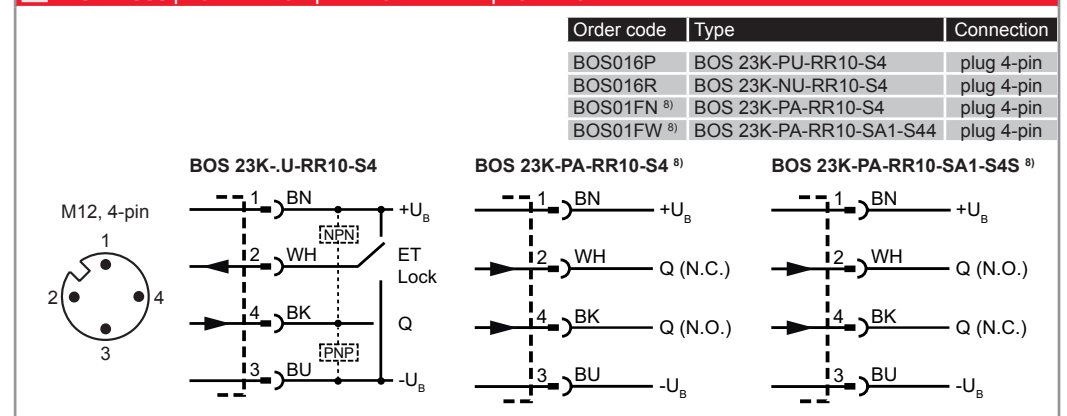 Order code Type Connection
BOS016P BOS 23K-PU-RR10-S4 plug 4-pin
BOS016R BOS 23K-NU-RR10-S4 plug 4-pin
BOS01FN 8) BOS 23K-PA-RR10-S4 plug 4-pin
BOS01FW 8) BOS 23K-PA-RR10-SA1-S44 plug 4-pin
BOS 23K-.U-RR10-S4
M12, 4-pin
1
2
4
3
1 BN +UB
NPN
2 WH ET
Lock
4 BK Q
PNP
3 BU -UB
BOS 23K-PA-RR10-S4 8)
1 BN +UB
2 WH Q (N.C.)
4 BK Q (N.O.)
3 BU -UB
BOS 23K-PA-RR10-SA1-S4S 8)
1 BN +UB
2 WH Q (N.O.)
4 BK Q (N.C.)
3 BU -UB